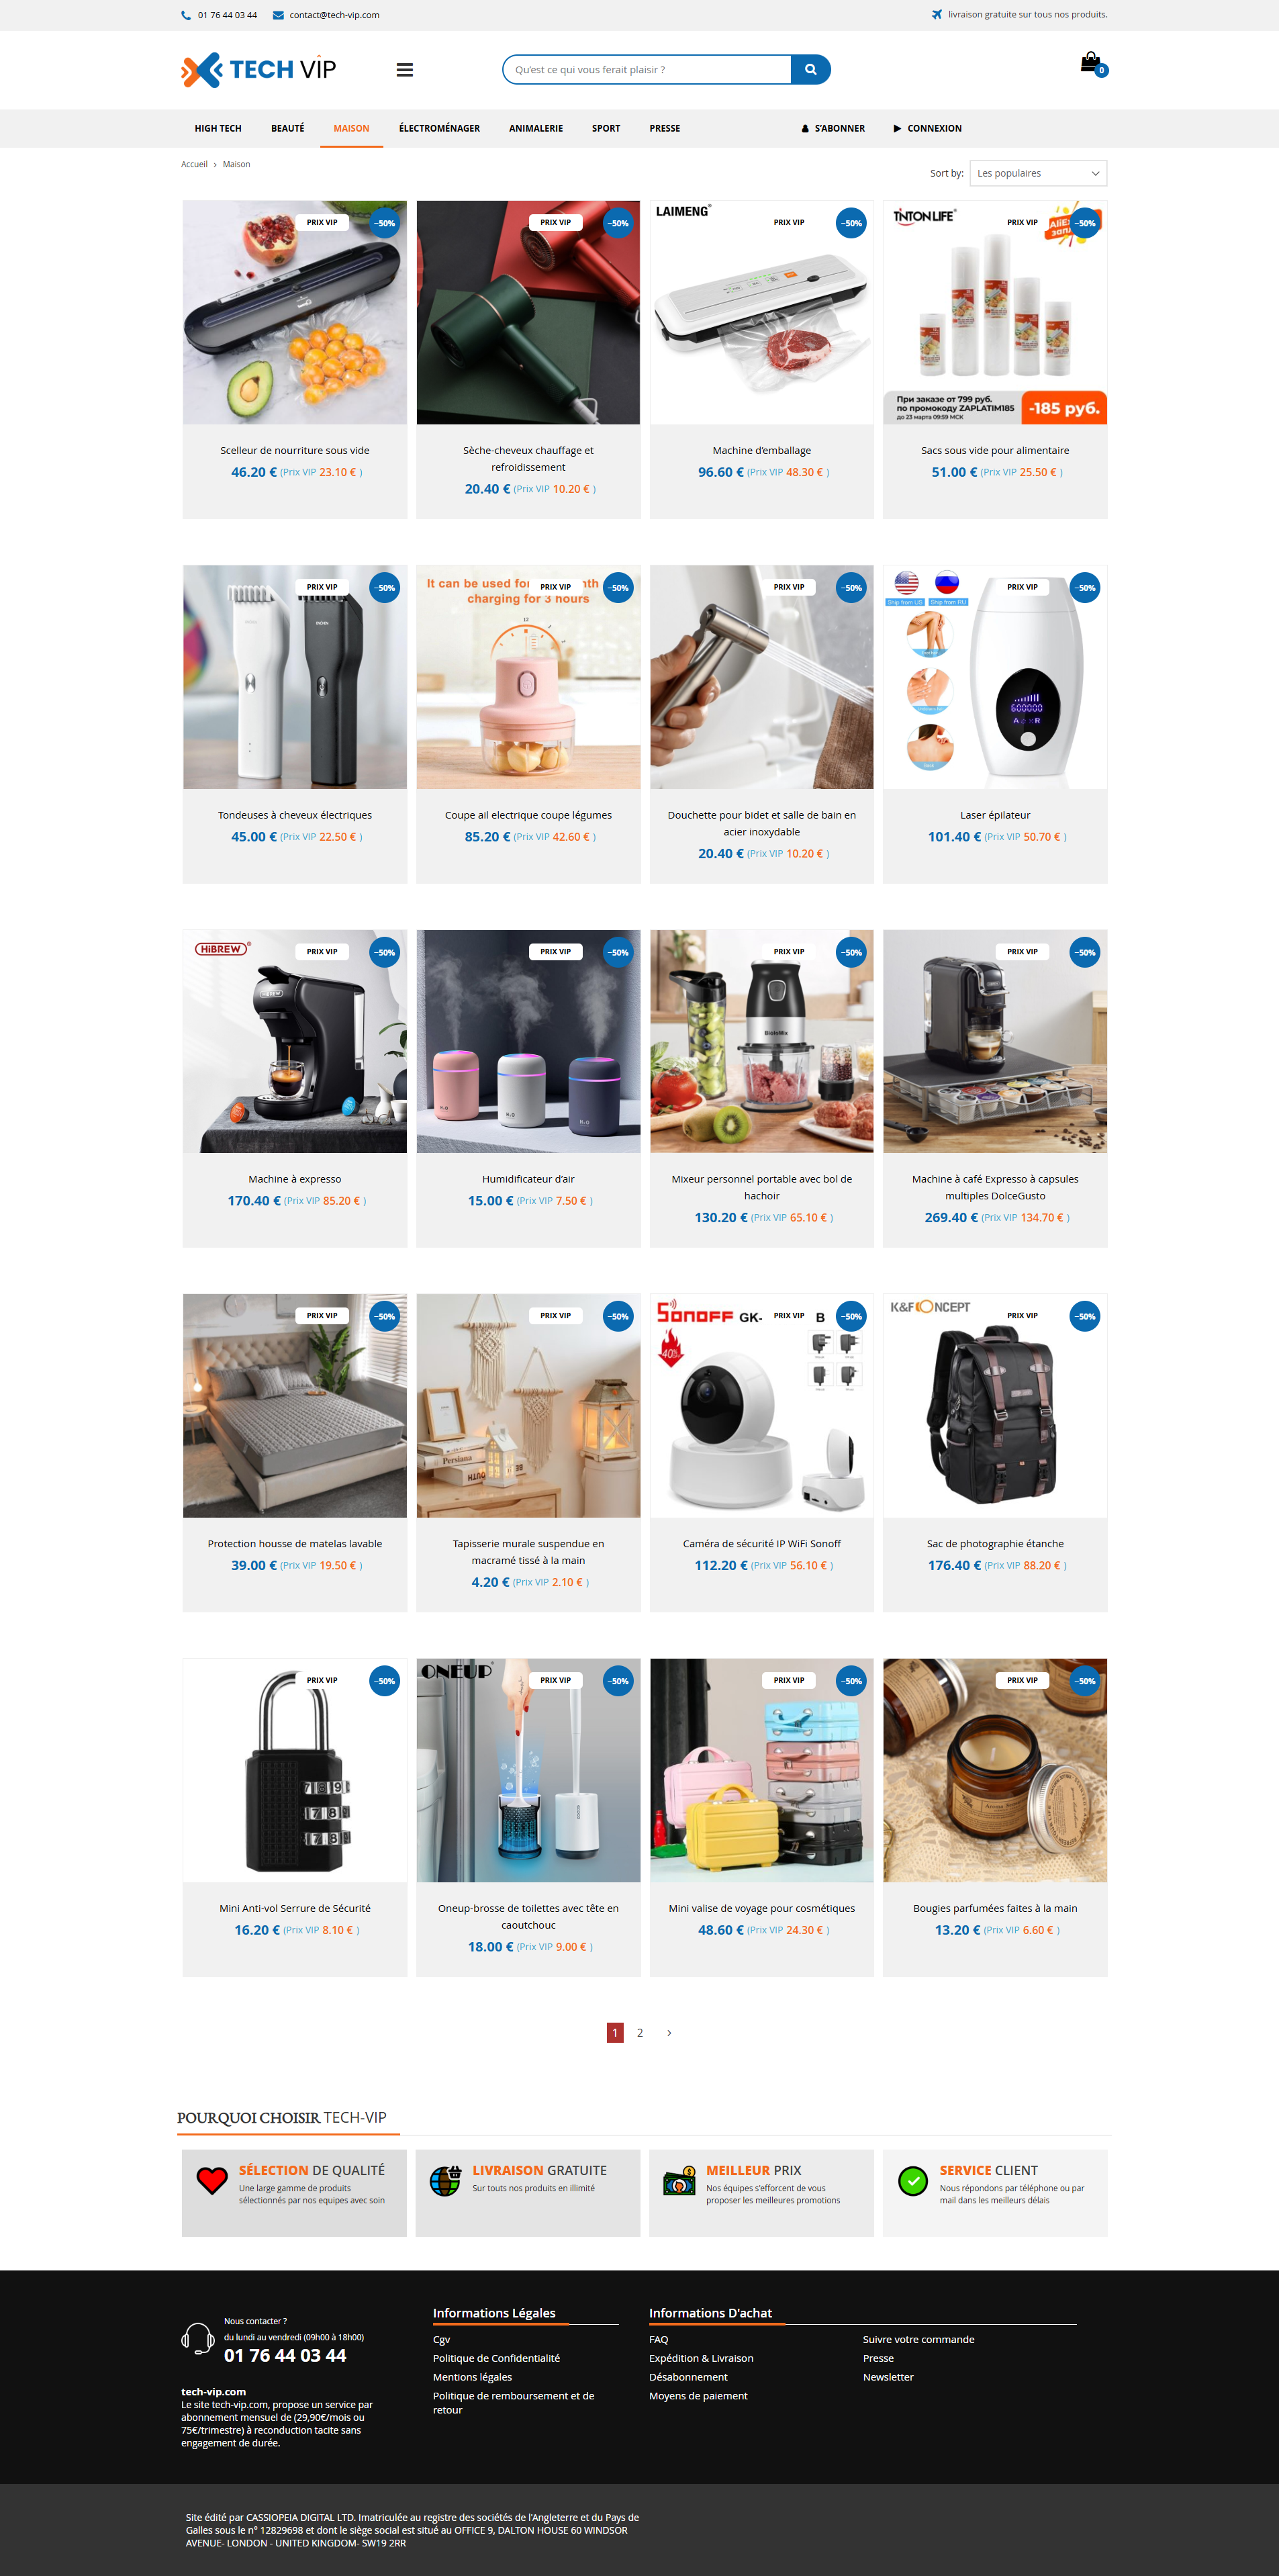 01 76 44 03 44 contact@tech-vip.com livraison gratuite sur tous nos produits.
TECH VIP Qu'est ce qui vous ferait plaisir ? 0
HIGH TECH BEAUTÉ MAISON ÉLECTROMÉNAGER ANIMALERIE SPORT PRESSE S'ABONNER CONNEXION
Accueil › Maison
Sort by: Les populaires
PRIX VIP -50% PRIX VIP -50% LAIMENG® PRIX VIP -50% TINTON LIFE® PRIX VIP -50%
При заказе от 799 руб.
по промокоду ZAPLATIM185
до 23 марта 09:59 МСК
-185 руб.
Scelleur de nourriture sous vide
46.20 € (Prix VIP 23.10 € )
Sèche-cheveux chauffage et
refroidissement
20.40 € (Prix VIP 10.20 € )
Machine d'emballage
96.60 € (Prix VIP 48.30 € )
Sacs sous vide pour alimentaire
51.00 € (Prix VIP 25.50 € )
PRIX VIP -50% It can be used for PRIX VIP nth -50%
charging for 3 hours
PRIX VIP -50% PRIX VIP -50%
Ship from US Ship from RU
600000
Tondeuses à cheveux électriques
45.00 € (Prix VIP 22.50 € )
Coupe ail electrique coupe légumes
85.20 € (Prix VIP 42.60 € )
Douchette pour bidet et salle de bain en
acier inoxydable
20.40 € (Prix VIP 10.20 € )
Laser épilateur
101.40 € (Prix VIP 50.70 € )
HiBREW® PRIX VIP -50% PRIX VIP -50% PRIX VIP -50% PRIX VIP -50%
H₂O H₂O H₂O
BioloMix
Machine à expresso
170.40 € (Prix VIP 85.20 € )
Humidificateur d'air
15.00 € (Prix VIP 7.50 € )
Mixeur personnel portable avec bol de
hachoir
130.20 € (Prix VIP 65.10 € )
Machine à café Expresso à capsules
multiples DolceGusto
269.40 € (Prix VIP 134.70 € )
PRIX VIP -50% PRIX VIP -50% SONOFF GK- PRIX VIP B -50% K&F CONCEPT PRIX VIP -50%
40%
Persiana
Protection housse de matelas lavable
39.00 € (Prix VIP 19.50 € )
Tapisserie murale suspendue en
macramé tissé à la main
4.20 € (Prix VIP 2.10 € )
Caméra de sécurité IP WiFi Sonoff
112.20 € (Prix VIP 56.10 € )
Sac de photographie étanche
176.40 € (Prix VIP 88.20 € )
PRIX VIP -50% ONEUP® PRIX VIP -50% PRIX VIP -50% PRIX VIP -50%
Mini Anti-vol Serrure de Sécurité
16.20 € (Prix VIP 8.10 € )
Oneup-brosse de toilettes avec tête en
caoutchouc
18.00 € (Prix VIP 9.00 € )
Mini valise de voyage pour cosmétiques
48.60 € (Prix VIP 24.30 € )
Bougies parfumées faites à la main
13.20 € (Prix VIP 6.60 € )
1 2 ›
POURQUOI CHOISIR TECH-VIP
SÉLECTION DE QUALITÉ
Une large gamme de produits
sélectionnés par nos equipes avec soin
LIVRAISON GRATUITE
Sur touts nos produits en illimité
MEILLEUR PRIX
Nos équipes s'efforcent de vous
proposer les meilleures promotions
SERVICE CLIENT
Nous répondons par téléphone ou par
mail dans les meilleurs délais
Nous contacter ?
du lundi au vendredi (09h00 à 18h00)
01 76 44 03 44
tech-vip.com
Le site tech-vip.com, propose un service par
abonnement mensuel de (29,90€/mois ou
75€/trimestre) à reconduction tacite sans
engagement de durée.
Informations Légales
Cgv
Politique de Confidentialité
Mentions légales
Politique de remboursement et de
retour
Informations D'achat
FAQ
Expédition & Livraison
Désabonnement
Moyens de paiement
Suivre votre commande
Presse
Newsletter
Site édité par CASSIOPEIA DIGITAL LTD. Imatriculée au registre des sociétés de l'Angleterre et du Pays de
Galles sous le n° 12829698 et dont le siège social est situé au OFFICE 9, DALTON HOUSE 60 WINDSOR
AVENUE- LONDON - UNITED KINGDOM- SW19 2RR